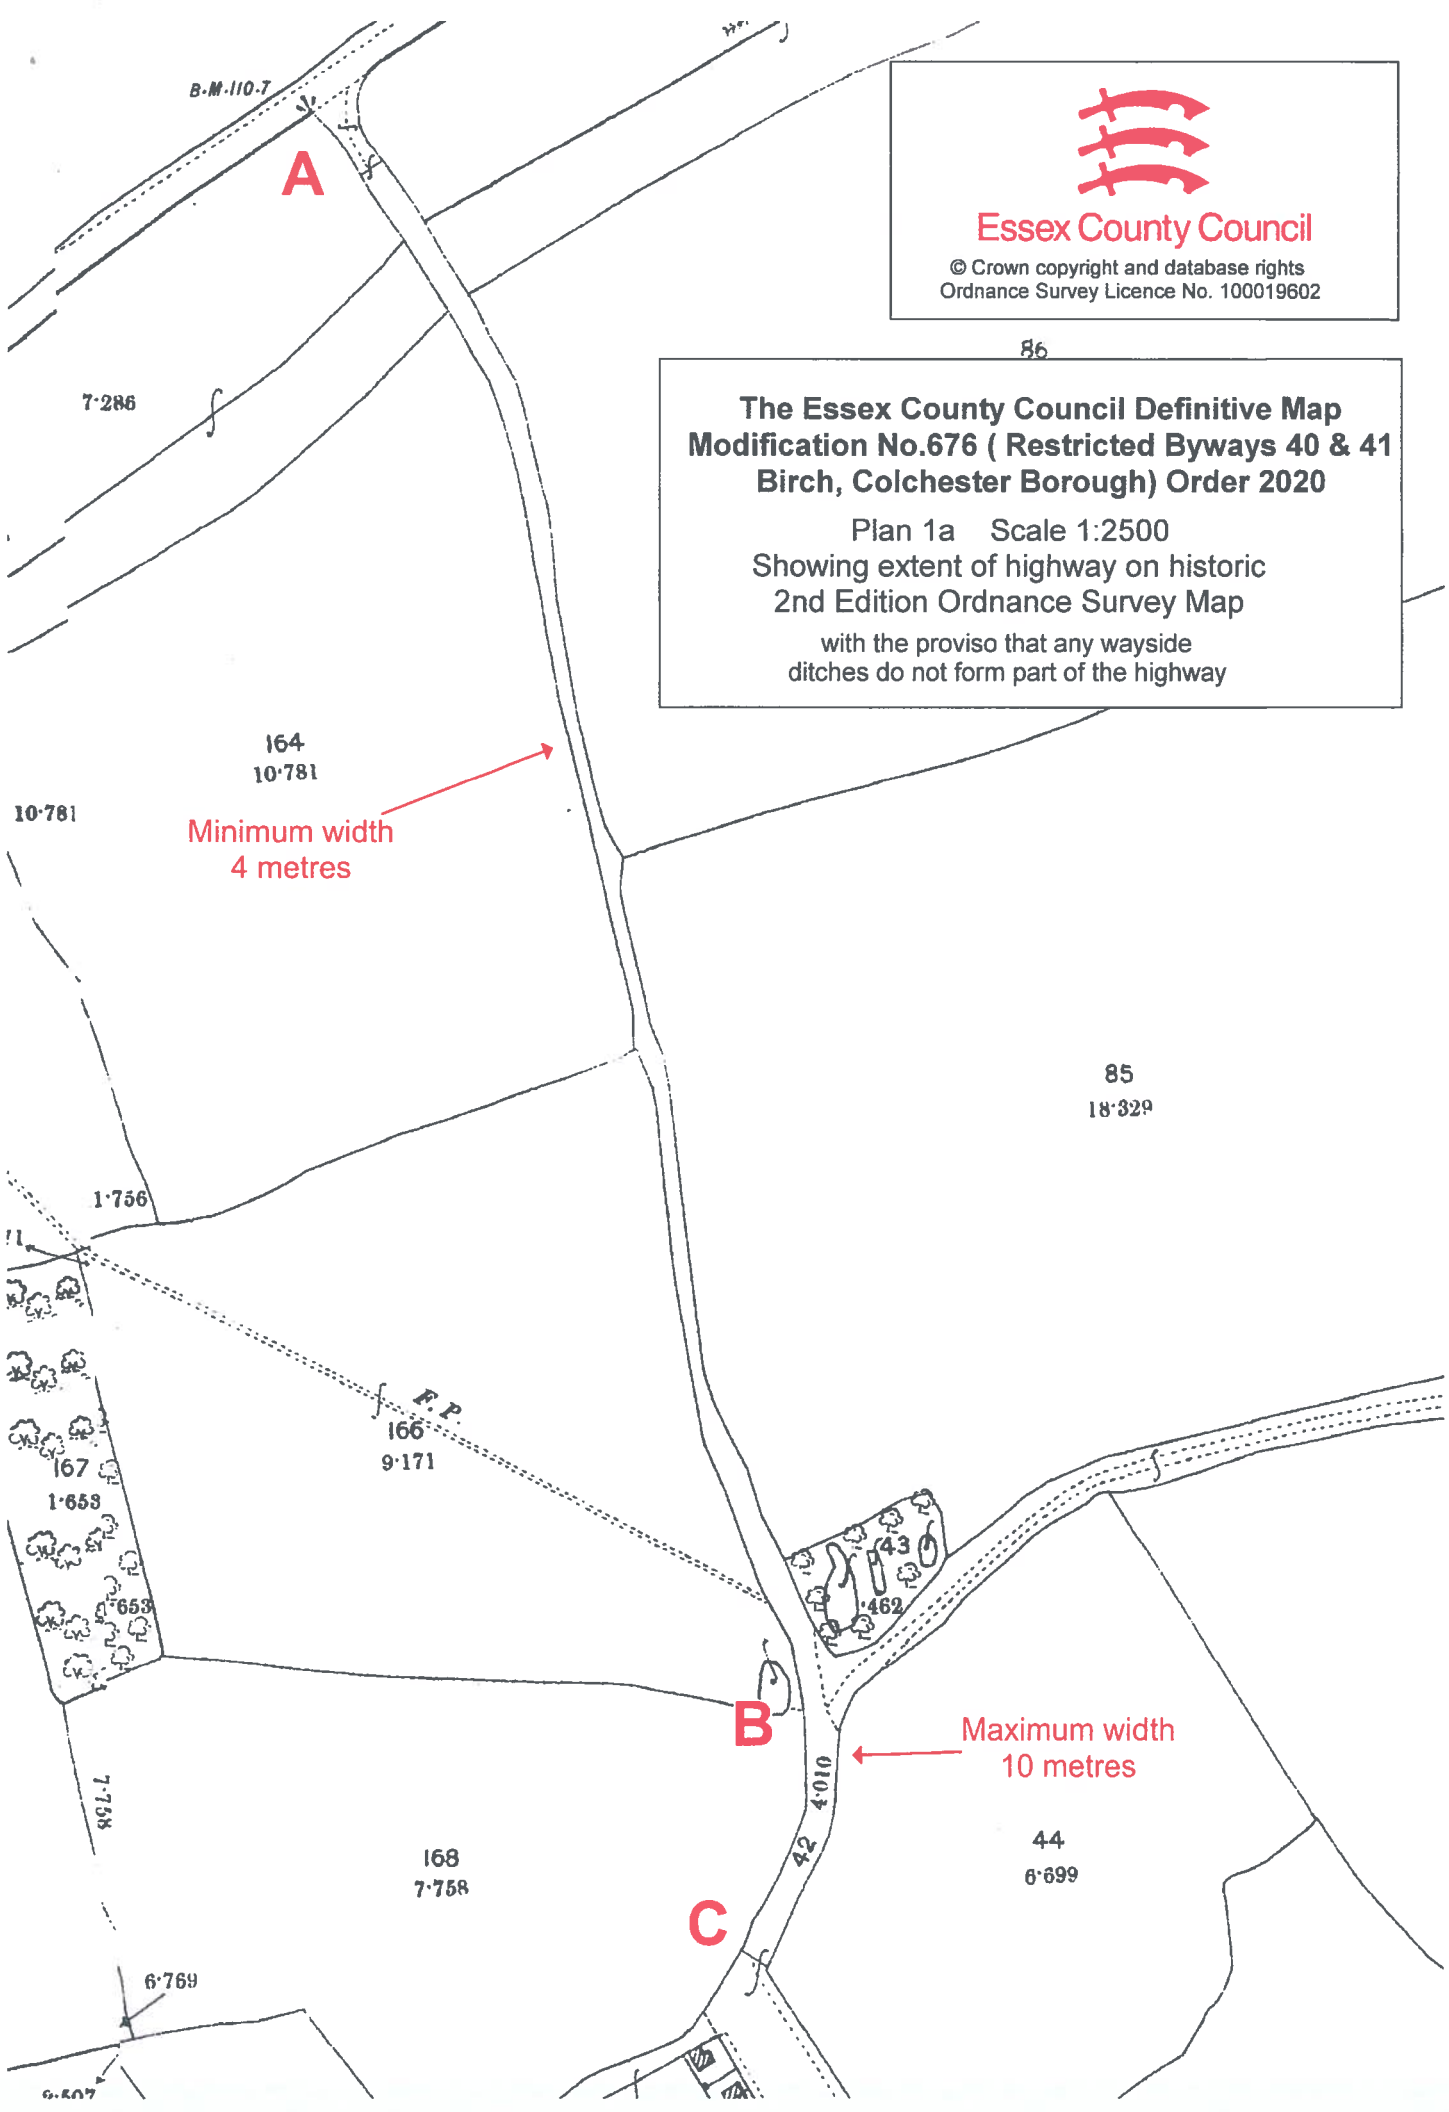 B.M.110.7
A
Essex County Council
© Crown copyright and database rights
Ordnance Survey Licence No. 100019602
86
The Essex County Council Definitive Map
Modification No.676 ( Restricted Byways 40 & 41
Birch, Colchester Borough) Order 2020
Plan 1a Scale 1:2500
Showing extent of highway on historic
2nd Edition Ordnance Survey Map
with the proviso that any wayside
ditches do not form part of the highway
7·286
164
10·781
10·781
Minimum width
4 metres
85
18·329
1·756
71
F.P.
166
9·171
167
1·653
·653
43
·462
B
Maximum width
10 metres
4·010
42
7·758
168
7·758
44
6·699
C
6·769